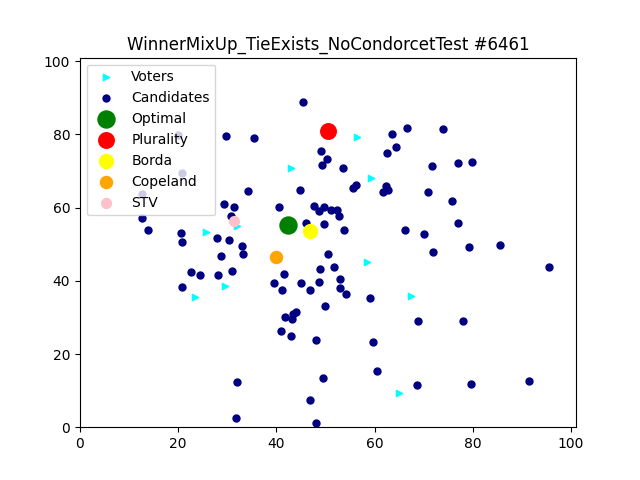 WinnerMixUp_TieExists_NoCondorcetTest #6461
100
80
60
40
20
0
Voters
Candidates
Optimal
Plurality
Borda
Copeland
STV
0 20 40 60 80 100